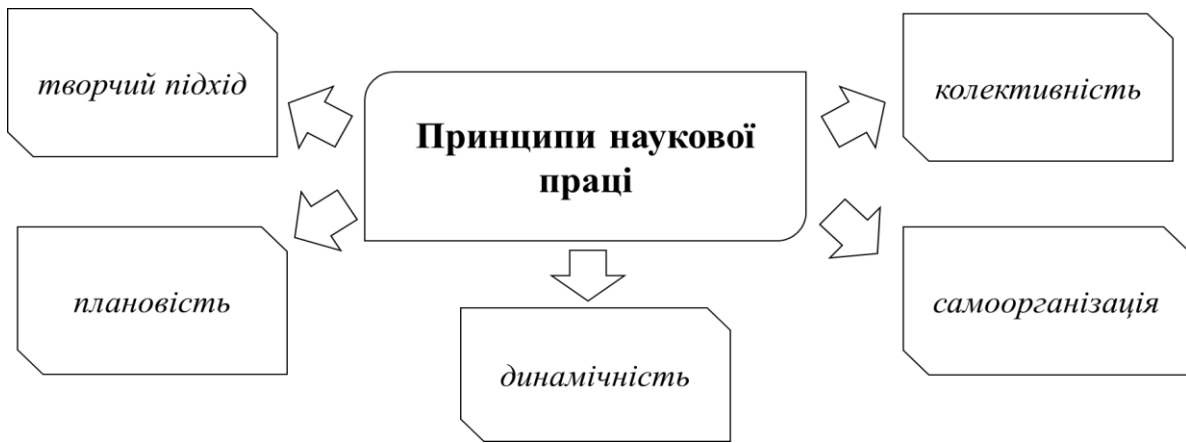 творчий підхід
Принципи наукової
праці
колективність
плановість
динамічність
самоорганізація